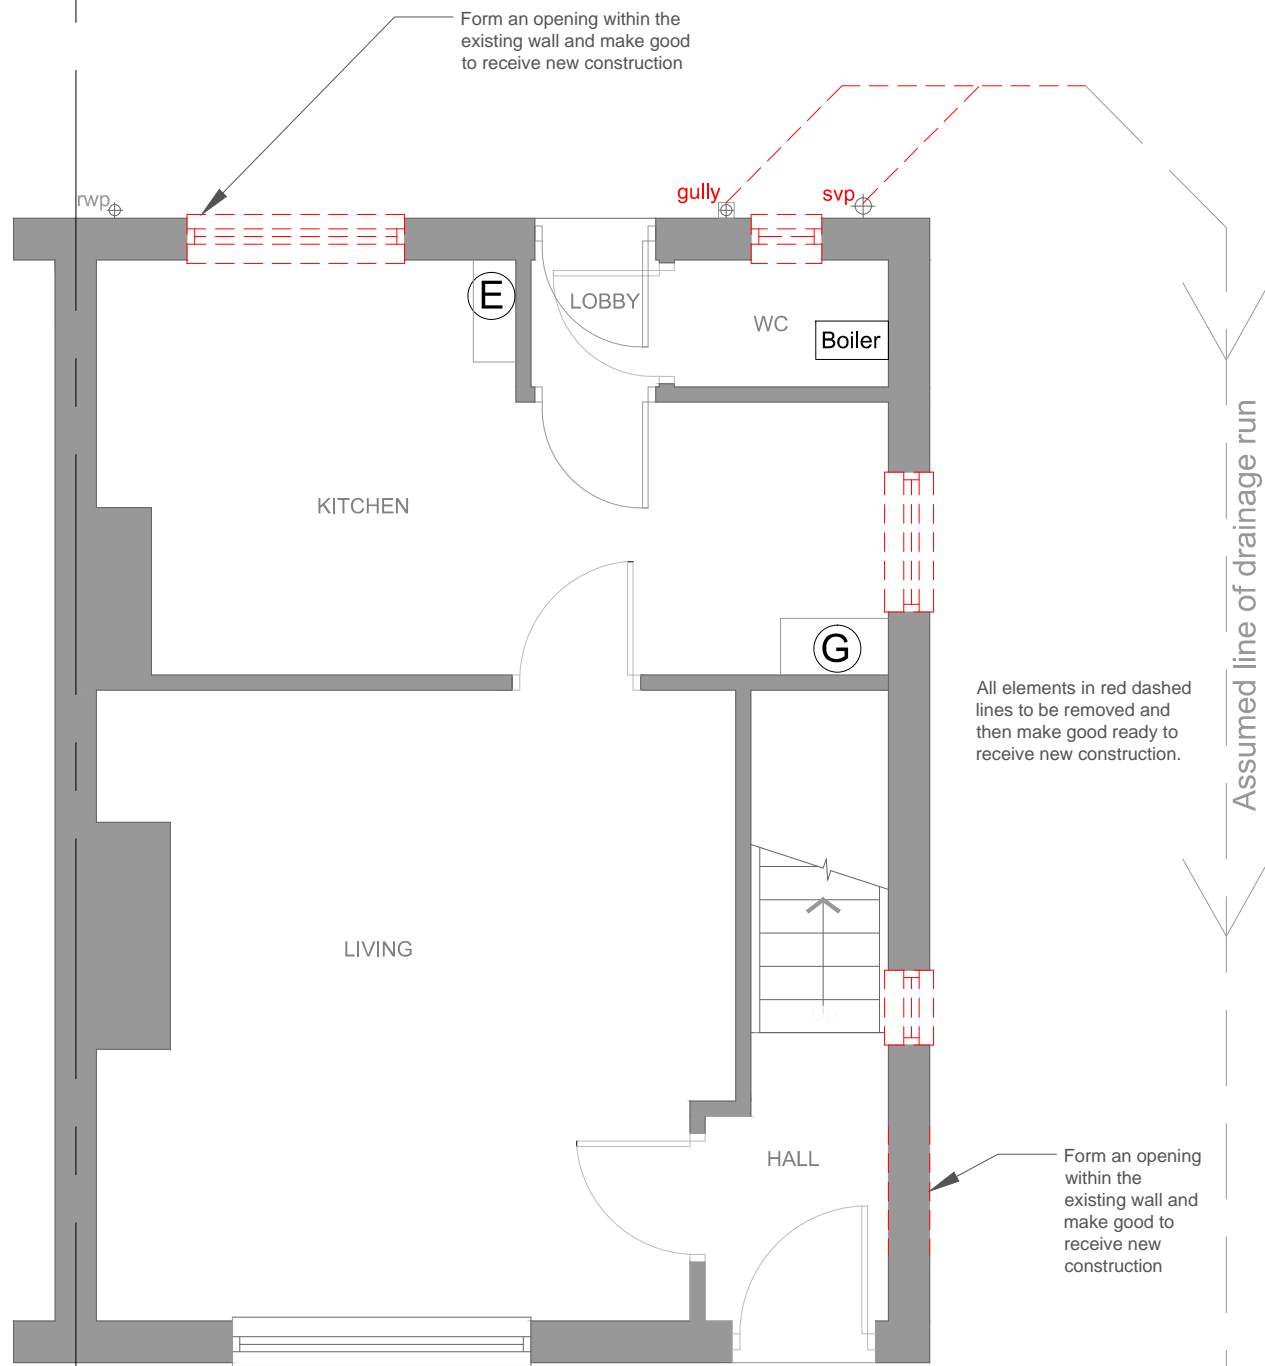 Form an opening within the
existing wall and make good
to receive new construction
rwp
gully
svp
E
LOBBY
WC
Boiler
KITCHEN
G
All elements in red dashed
lines to be removed and
then make good ready to
receive new construction.
Assumed line of drainage run
LIVING
Up
HALL
Form an opening
within the
existing wall and
make good to
receive new
construction